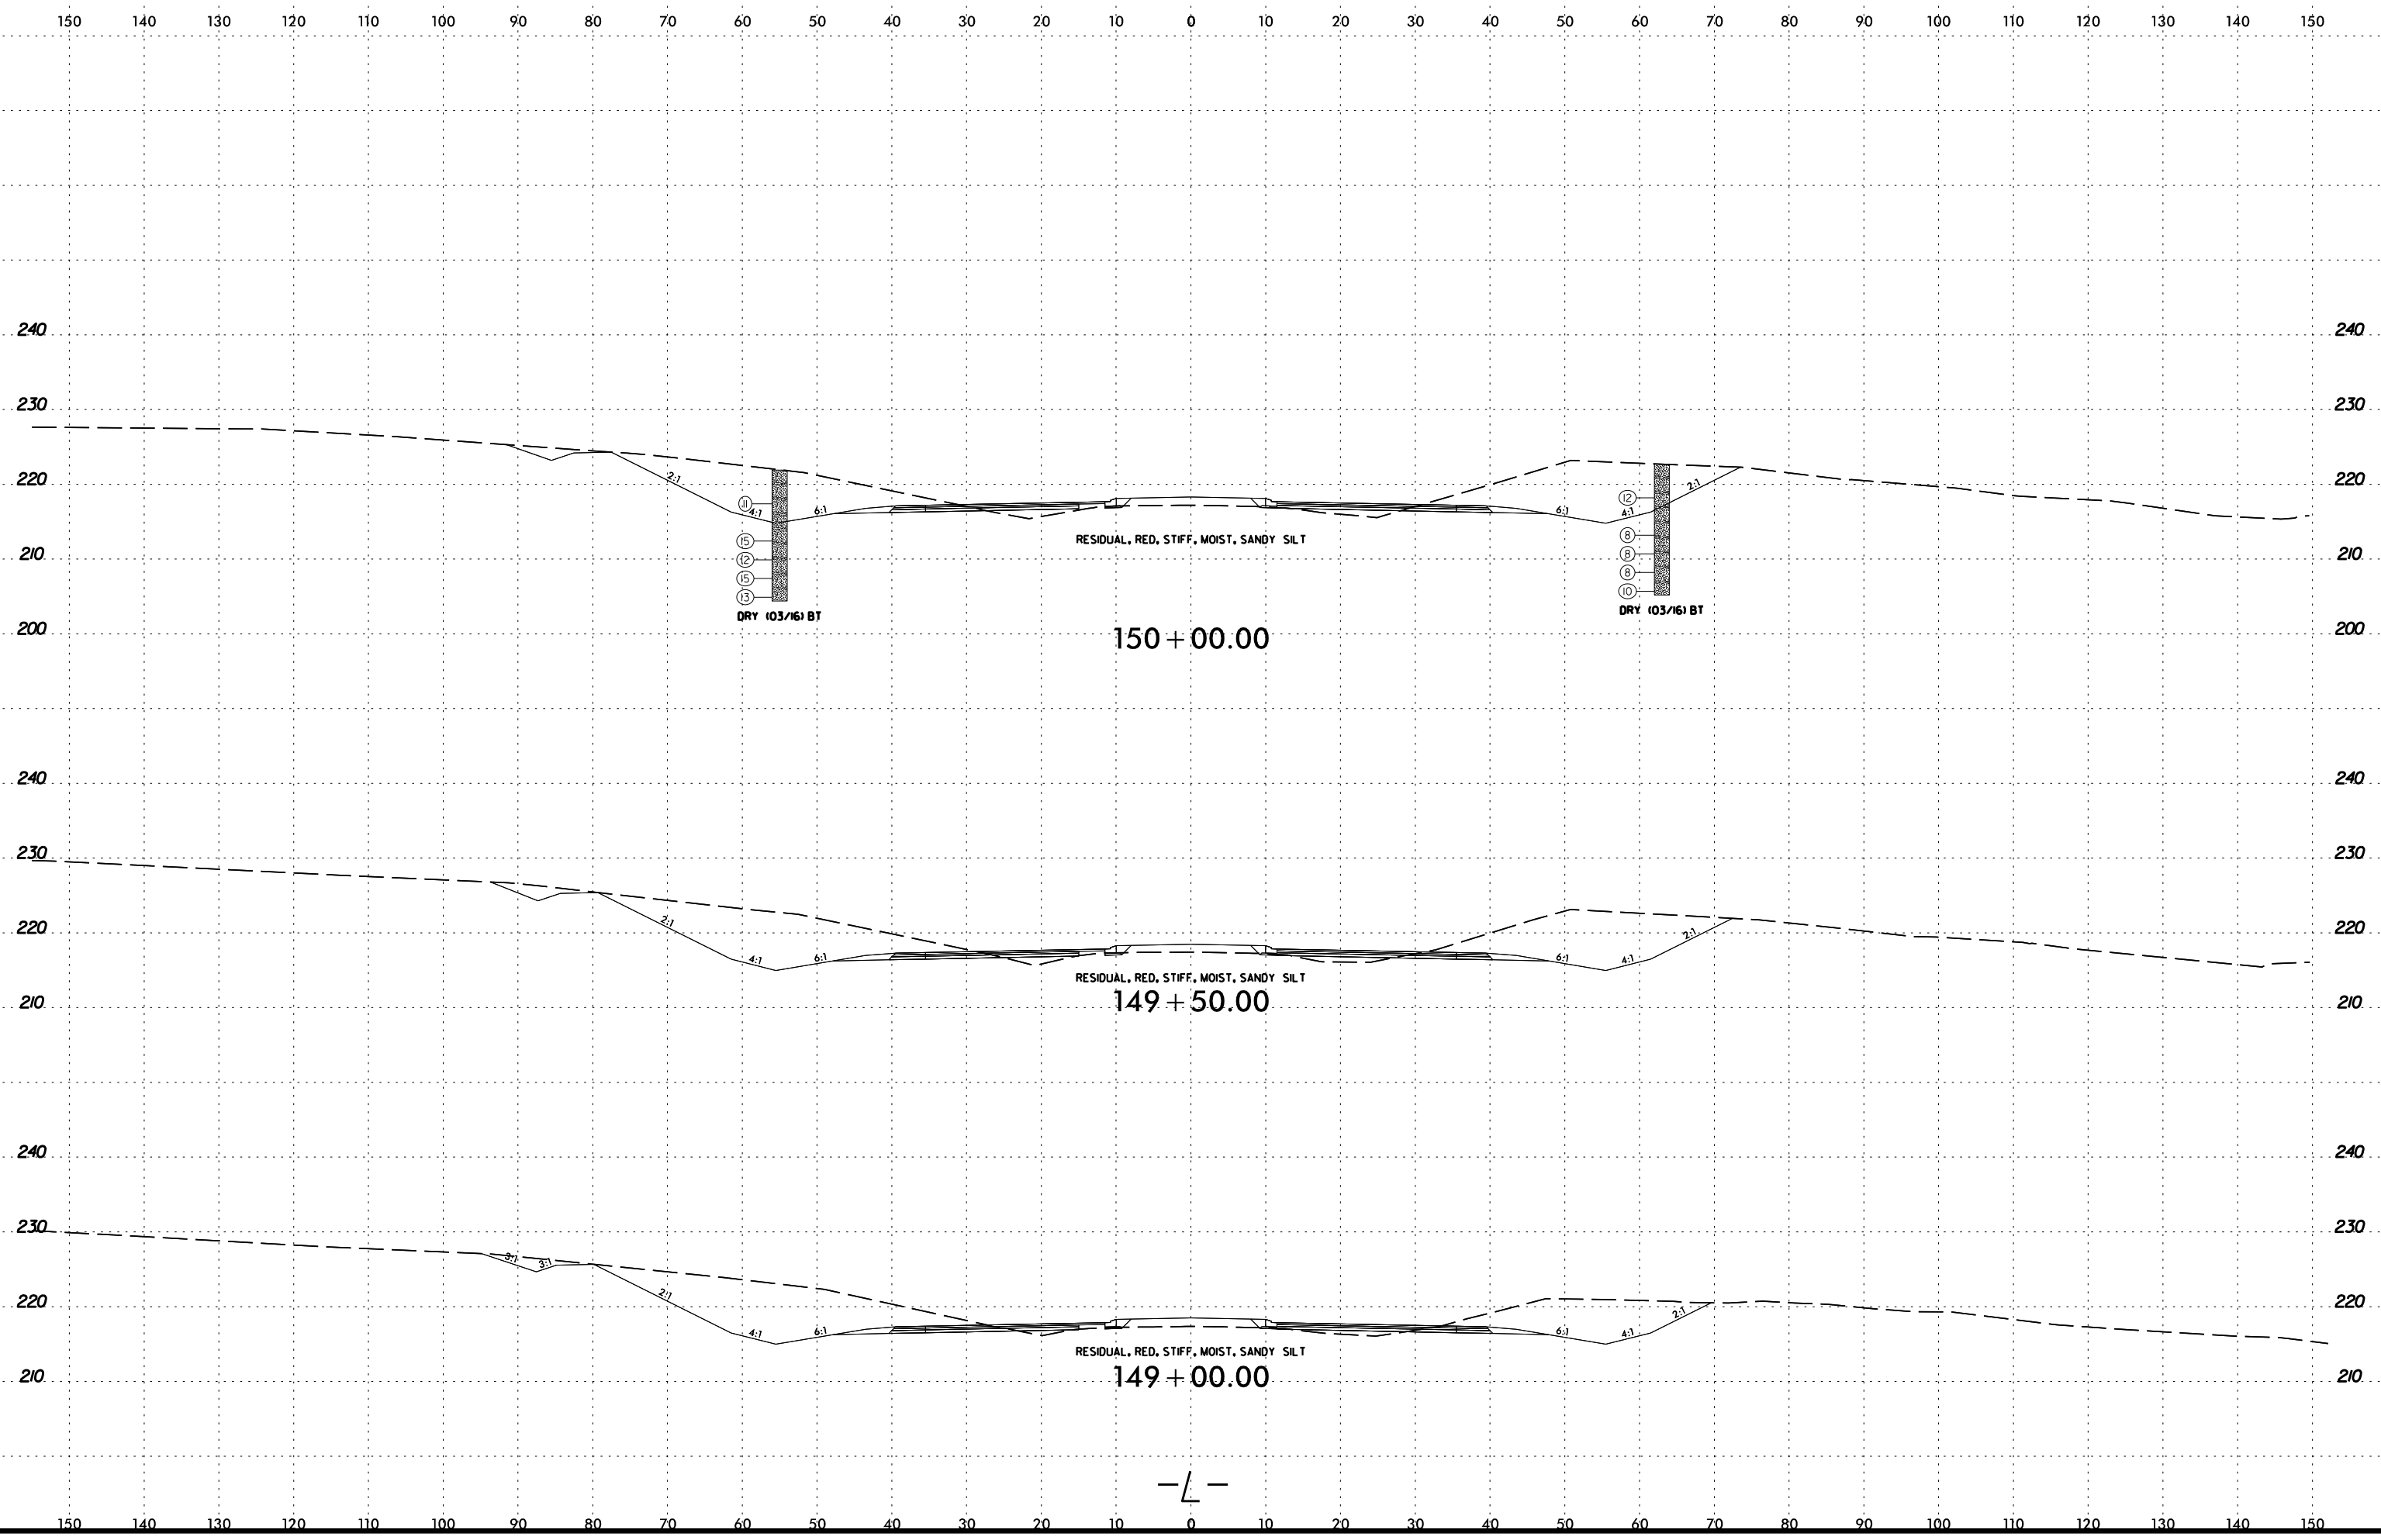 150 140 130 120 110 100 90 80 70 60 50 40 30 20 10 0 10 20 30 40 50 60 70 80 90 100 110 120 130 140 150
240 240
230 230
220 2:1 2:1 220
11 12
4:1 6:1 6:1 4:1
15 RESIDUAL, RED, STIFF, MOIST, SANDY SILT 8
210 12 8 210
15 8
13 10
DRY (03/16) BT DRY (03/16) BT
200 150+00.00 200
240 240
230 230
220 2:1 2:1 220
4:1 6:1 6:1 4:1
RESIDUAL, RED, STIFF, MOIST, SANDY SILT
210 149+50.00 210
240 240
230 230
3:1 3:1
220 2:1 2:1 220
4:1 6:1 6:1 4:1
RESIDUAL, RED, STIFF, MOIST, SANDY SILT
210 149+00.00 210
-L-
150 140 130 120 110 100 90 80 70 60 50 40 30 20 10 0 10 20 30 40 50 60 70 80 90 100 110 120 130 140 150